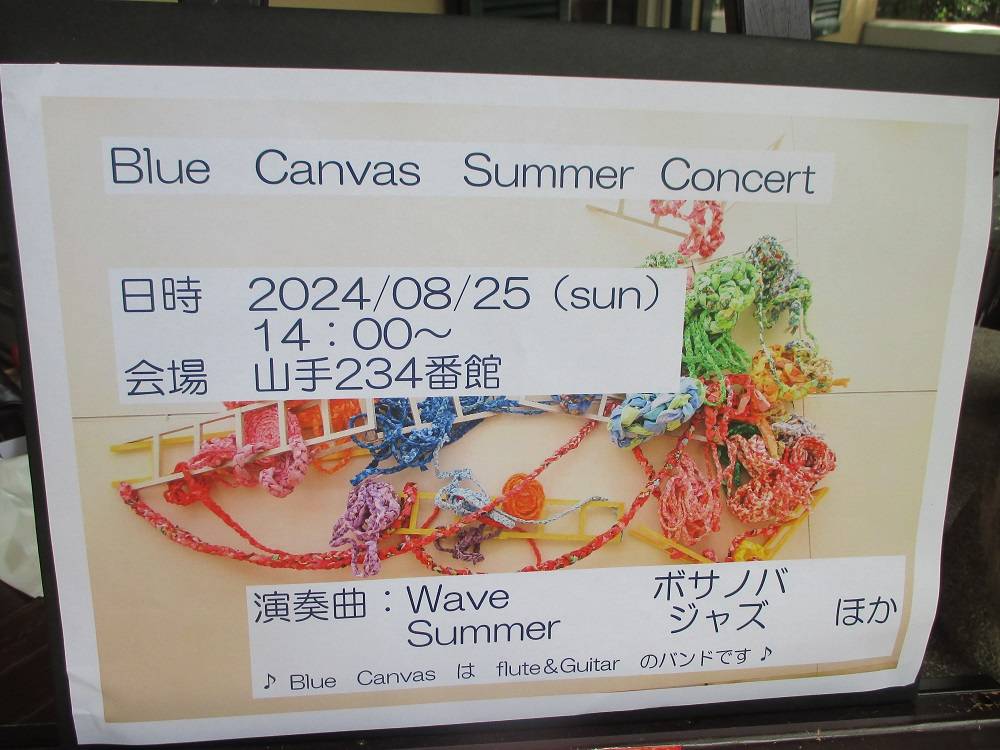 Blue Canvas Summer Concert
日時 2024/08/25 (sun)
14:00～
会場 山手234番館
演奏曲：Wave ボサノバ
Summer ジャズ ほか
♪ Blue Canvas は flute&Guitar のバンドです ♪